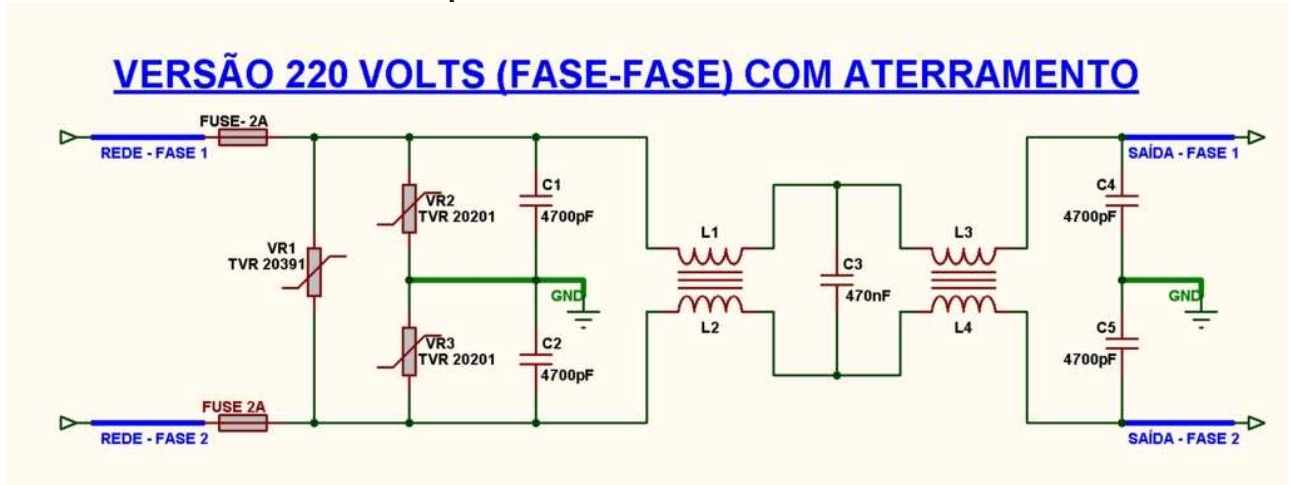 VERSÃO 220 VOLTS (FASE-FASE) COM ATERRAMENTO
FUSE- 2A
REDE - FASE 1
SAÍDA - FASE 1
VR2
TVR 20201
C1
4700pF
C4
4700pF
VR1
TVR 20391
L1
L3
C3
470nF
GND
GND
L2
L4
VR3
TVR 20201
C2
4700pF
C5
4700pF
FUSE 2A
REDE - FASE 2
SAÍDA - FASE 2